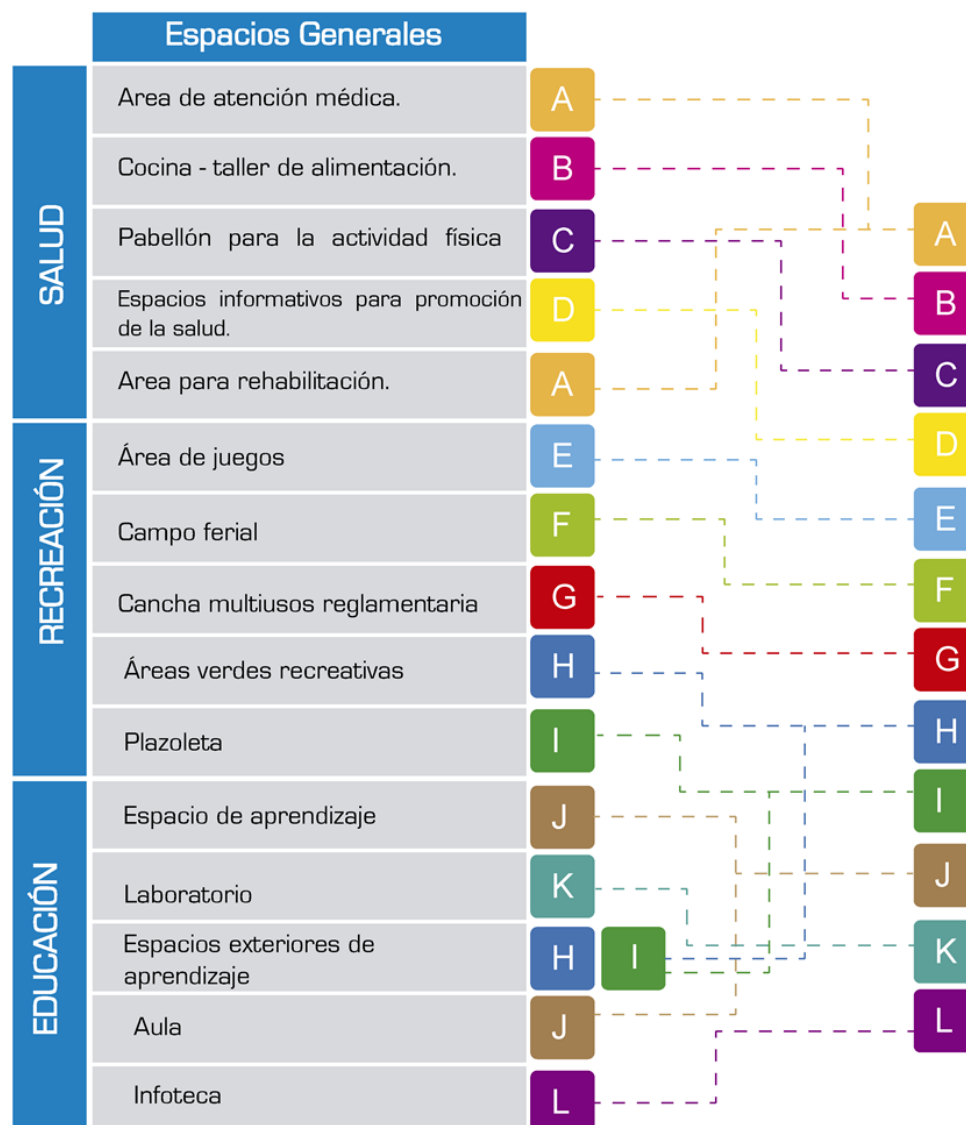 Espacios Generales
SALUD
Area de atención médica.
A
Cocina - taller de alimentación.
B
Pabellón para la actividad física
C
Espacios informativos para promoción
de la salud.
D
Area para rehabilitación.
A
RECREACIÓN
Área de juegos
E
Campo ferial
F
Cancha multiusos reglamentaria
G
Áreas verdes recreativas
H
Plazoleta
I
EDUCACIÓN
Espacio de aprendizaje
J
Laboratorio
K
Espacios exteriores de
aprendizaje
H I
Aula
J
Infoteca
L
A
B
C
D
E
F
G
H
I
J
K
L